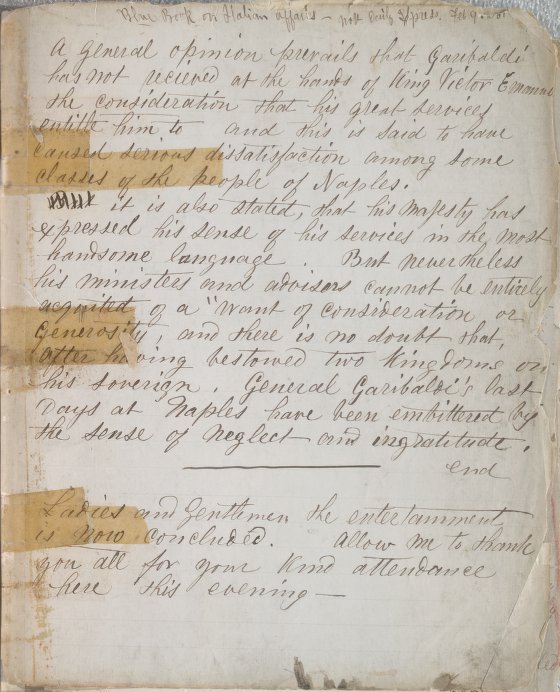 Blue Book on Italian affairs — Daily Express. Feb 9
A general opinion prevails that Garibaldi
has not recieved at the hands of King Victor Emanuel
the consideration that his great services
entitle him to and this is said to have
caused serious dissatisfaction among some
classes of the people of Naples.
it is also stated, that his Majesty has
expressed his sense of his services in the most
handsome language. But nevertheless
his ministers and advisors cannot be entirely
acquited of a "want of consideration or
Generosity, and there is no doubt that,
after having bestowed two Kingdoms on
his soverign. General Garibaldi's last
Days at Naples have been embittered by
the sense of neglect and ingratitude.
end
Ladies and Gentlemen the entertainment
is now concluded. Allow me to thank
you all for your kind attendance
here this evening —